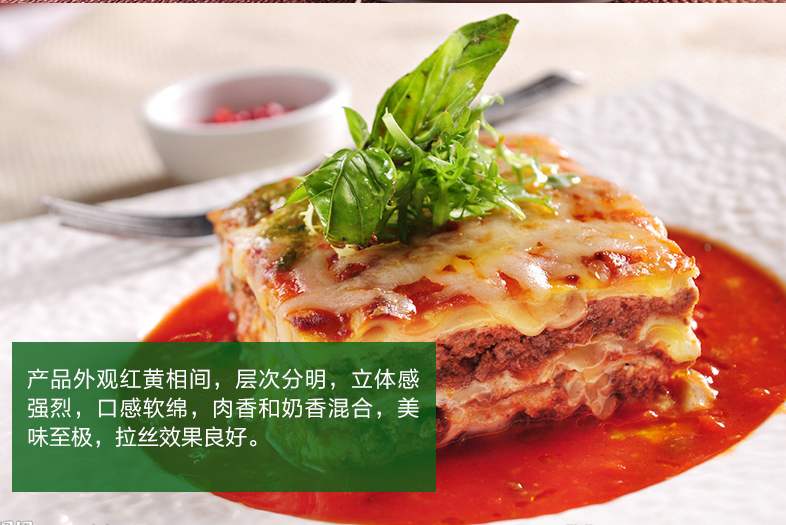 产品外观红黄相间，层次分明，立体感
强烈，口感软绵，肉香和奶香混合，美
味至极，拉丝效果良好。